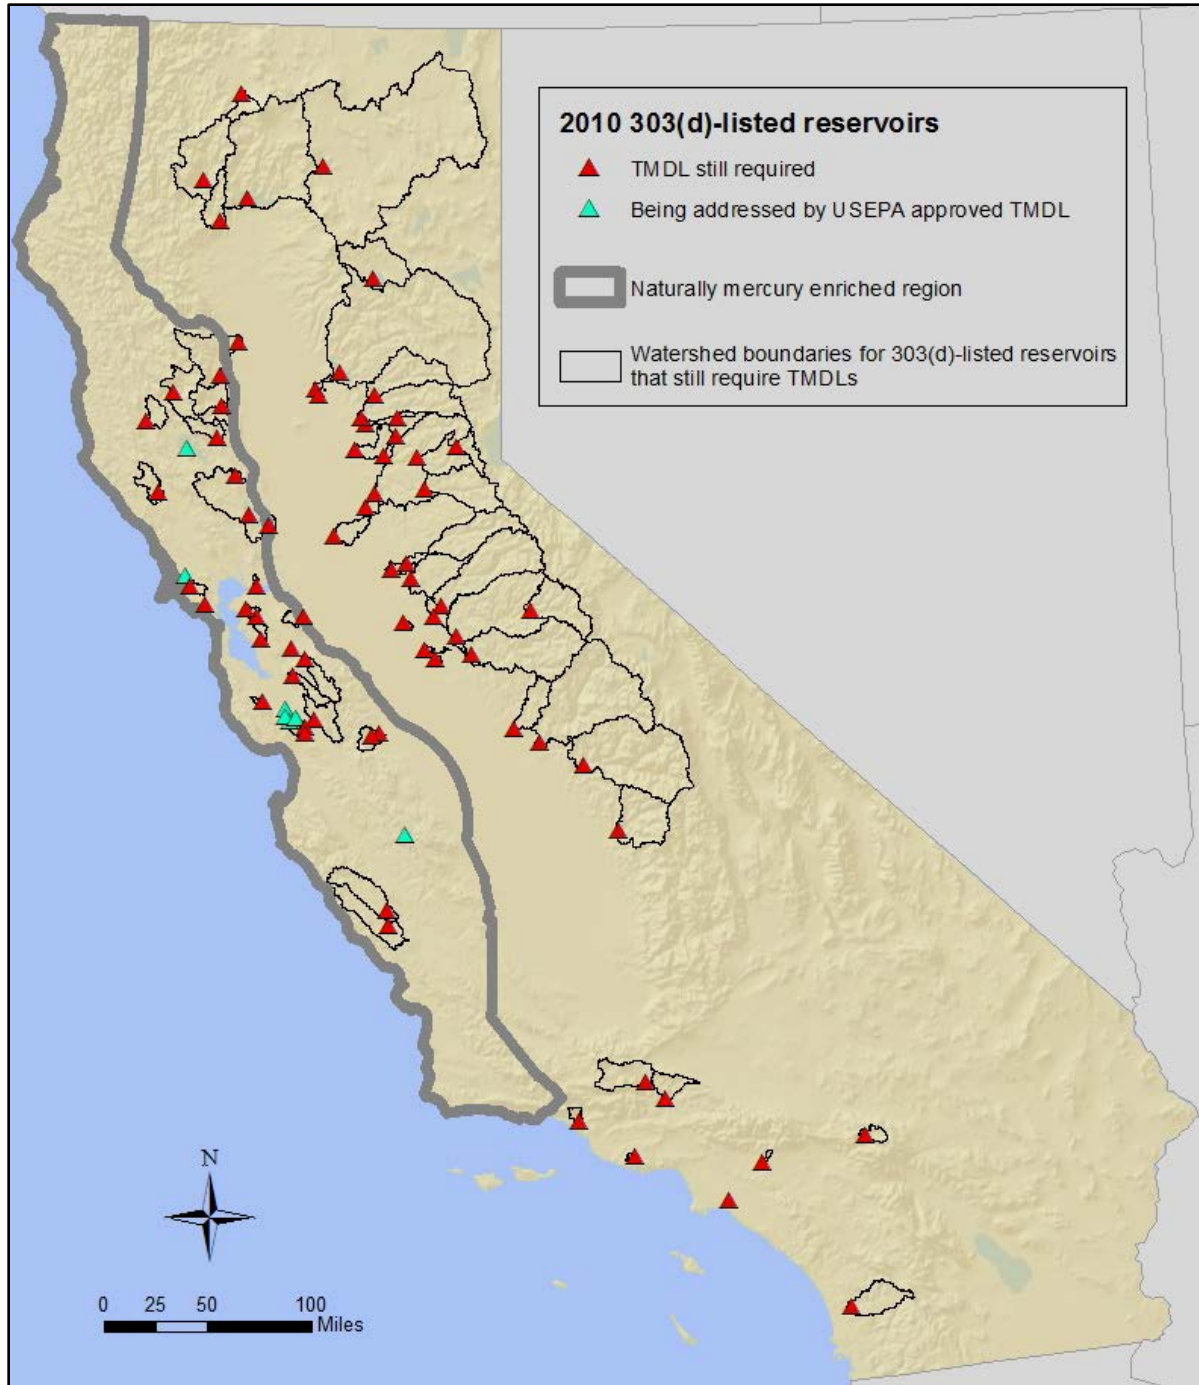 2010 303(d)-listed reservoirs
TMDL still required
Being addressed by USEPA approved TMDL
Naturally mercury enriched region
Watershed boundaries for 303(d)-listed reservoirs
that still require TMDLs
N
0 25 50 100
Miles